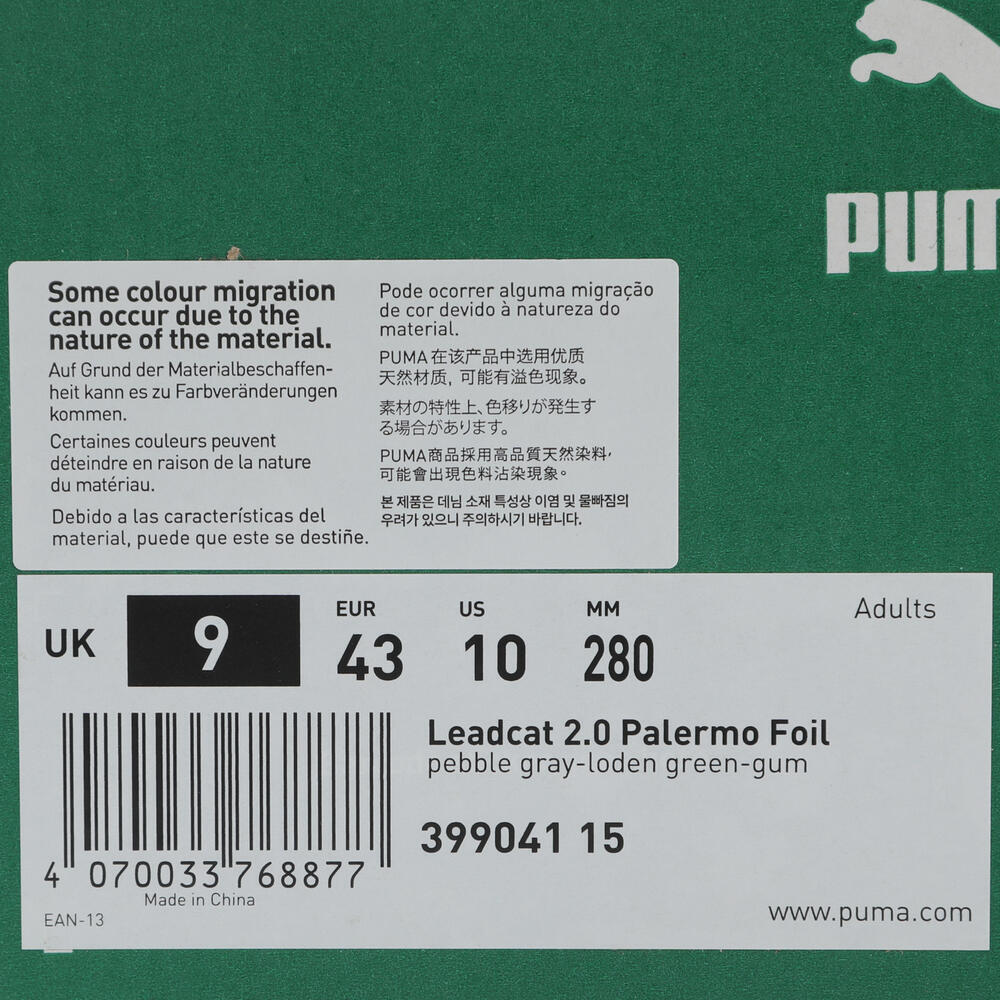 PUM
Some colour migration
can occur due to the
nature of the material.
Auf Grund der Materialbeschaffen-
heit kann es zu Farbveränderungen
kommen.
Certaines couleurs peuvent
déteindre en raison de la nature
du matériau.
Debido a las características del
material, puede que este se destiñe.
Pode ocorrer alguma migração
de cor devido à natureza do
material.
PUMA在该产品中选用优质
天然材质，可能有溢色现象。
素材の特性上、色移りが発生す
る場合があります。
PUMA商品採用高品質天然染料，
可能會出現色料沾染現象。
본 제품은 데님 소재 특성상 이염 및 물빠짐의
우려가 있으니 주의하시기 바랍니다.
UK 9
EUR 43
US 10
MM 280
Adults
Leadcat 2.0 Palermo Foil
pebble gray-loden green-gum
399041 15
4 070033 768877
Made in China
EAN-13
www.puma.com